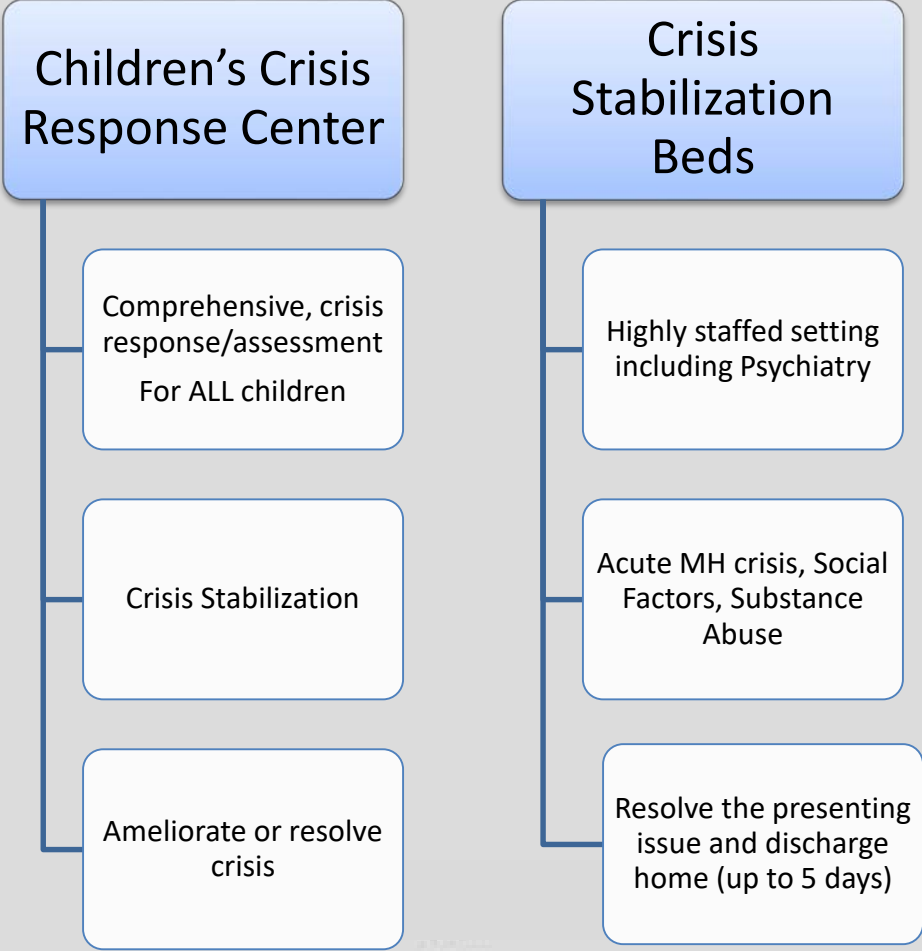 Children’s Crisis
Response Center
Comprehensive, crisis
response/assessment
For ALL children
Crisis Stabilization
Ameliorate or resolve
crisis
Crisis
Stabilization
Beds
Highly staffed setting
including Psychiatry
Acute MH crisis, Social
Factors, Substance
Abuse
Resolve the presenting
issue and discharge
home (up to 5 days)